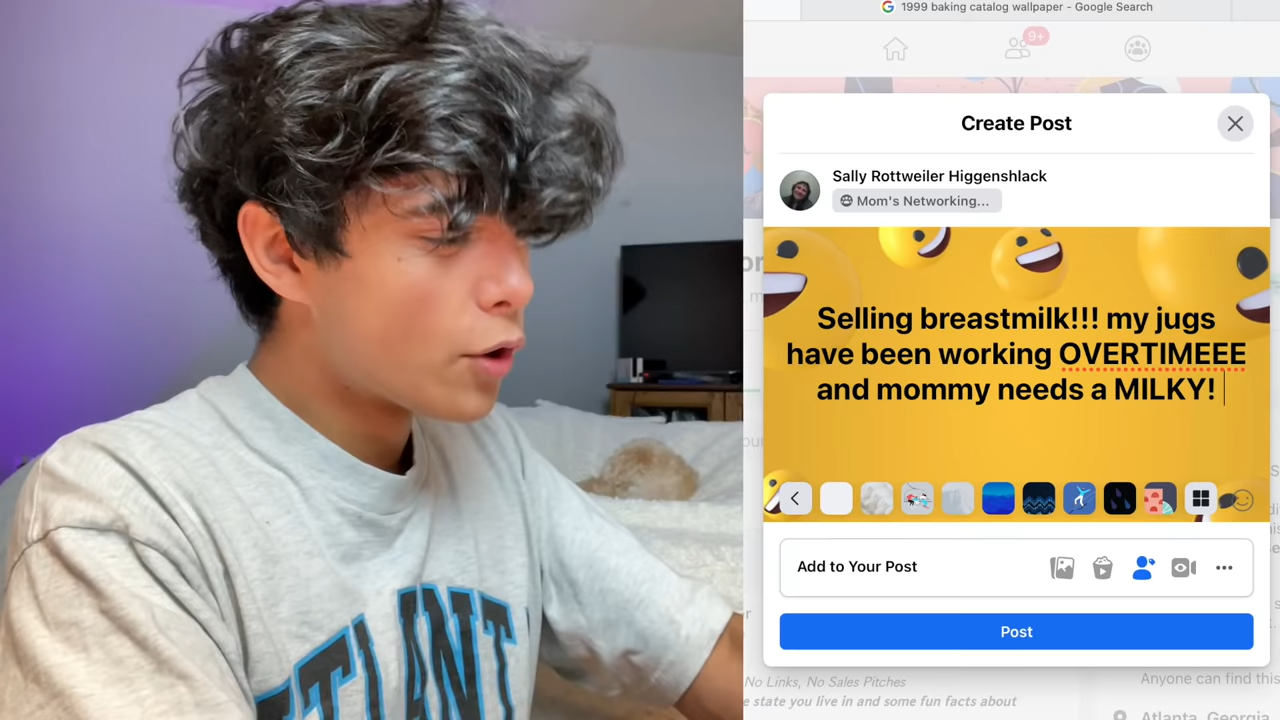 1999 baking catalog wallpaper - Google Search
9+
Create Post
Sally Rottweiler Higgenshlack
Mom's Networking...
Selling breastmilk!!! my jugs
have been working OVERTIMEEE
and mommy needs a MILKY!
Add to Your Post
Post
No Links, No Sales Pitches
e state you live in and some fun facts about
Anyone can find this
Atlanta, Georgia
TLANT